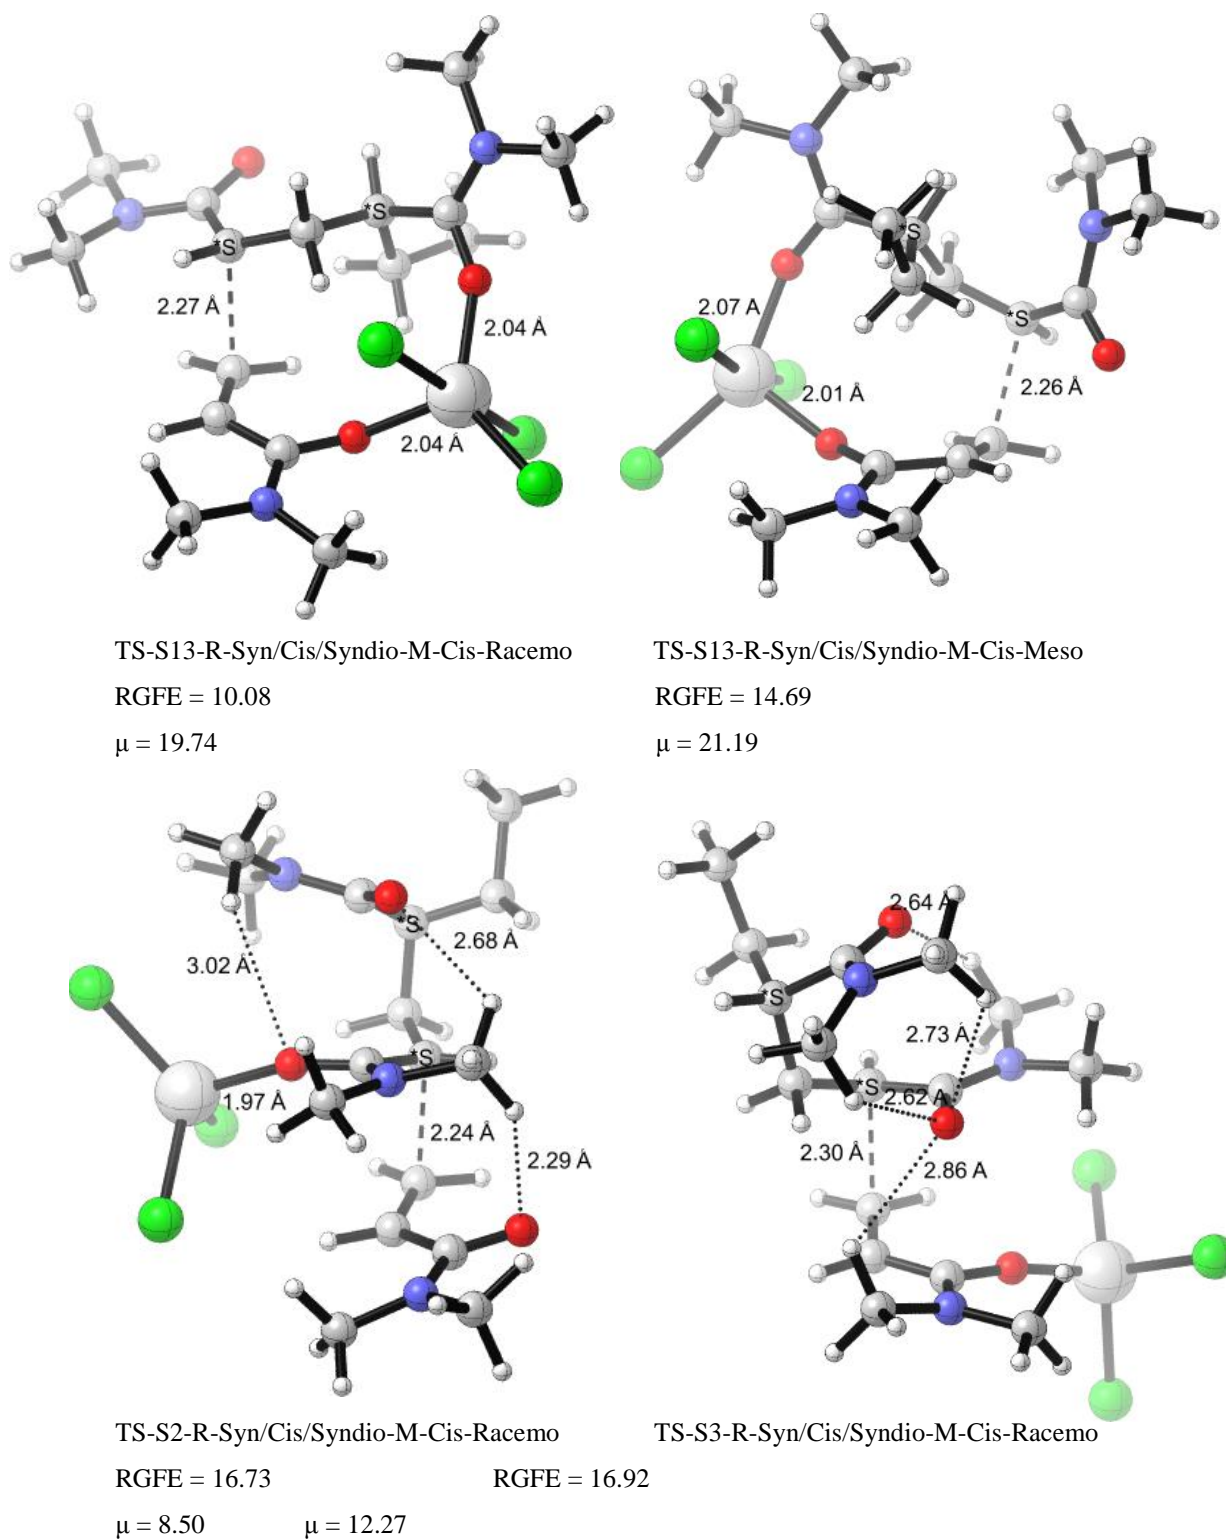 *S
*S
2.27 Å
2.04 Å
2.04 Å
*S
*S
2.07 Å
2.01 Å
2.26 Å
TS-S13-R-Syn/Cis/Syndio-M-Cis-Racemo TS-S13-R-Syn/Cis/Syndio-M-Cis-Meso
RGFE = 10.08 RGFE = 14.69
μ = 19.74 μ = 21.19
*S
2.68 Å
3.02 Å
*S
1.97 Å
2.24 Å
2.29 Å
2.64 Å
*S
2.73 Å
*S
2.62 Å
2.30 Å
2.86 A
TS-S2-R-Syn/Cis/Syndio-M-Cis-Racemo TS-S3-R-Syn/Cis/Syndio-M-Cis-Racemo
RGFE = 16.73 RGFE = 16.92
μ = 8.50 μ = 12.27